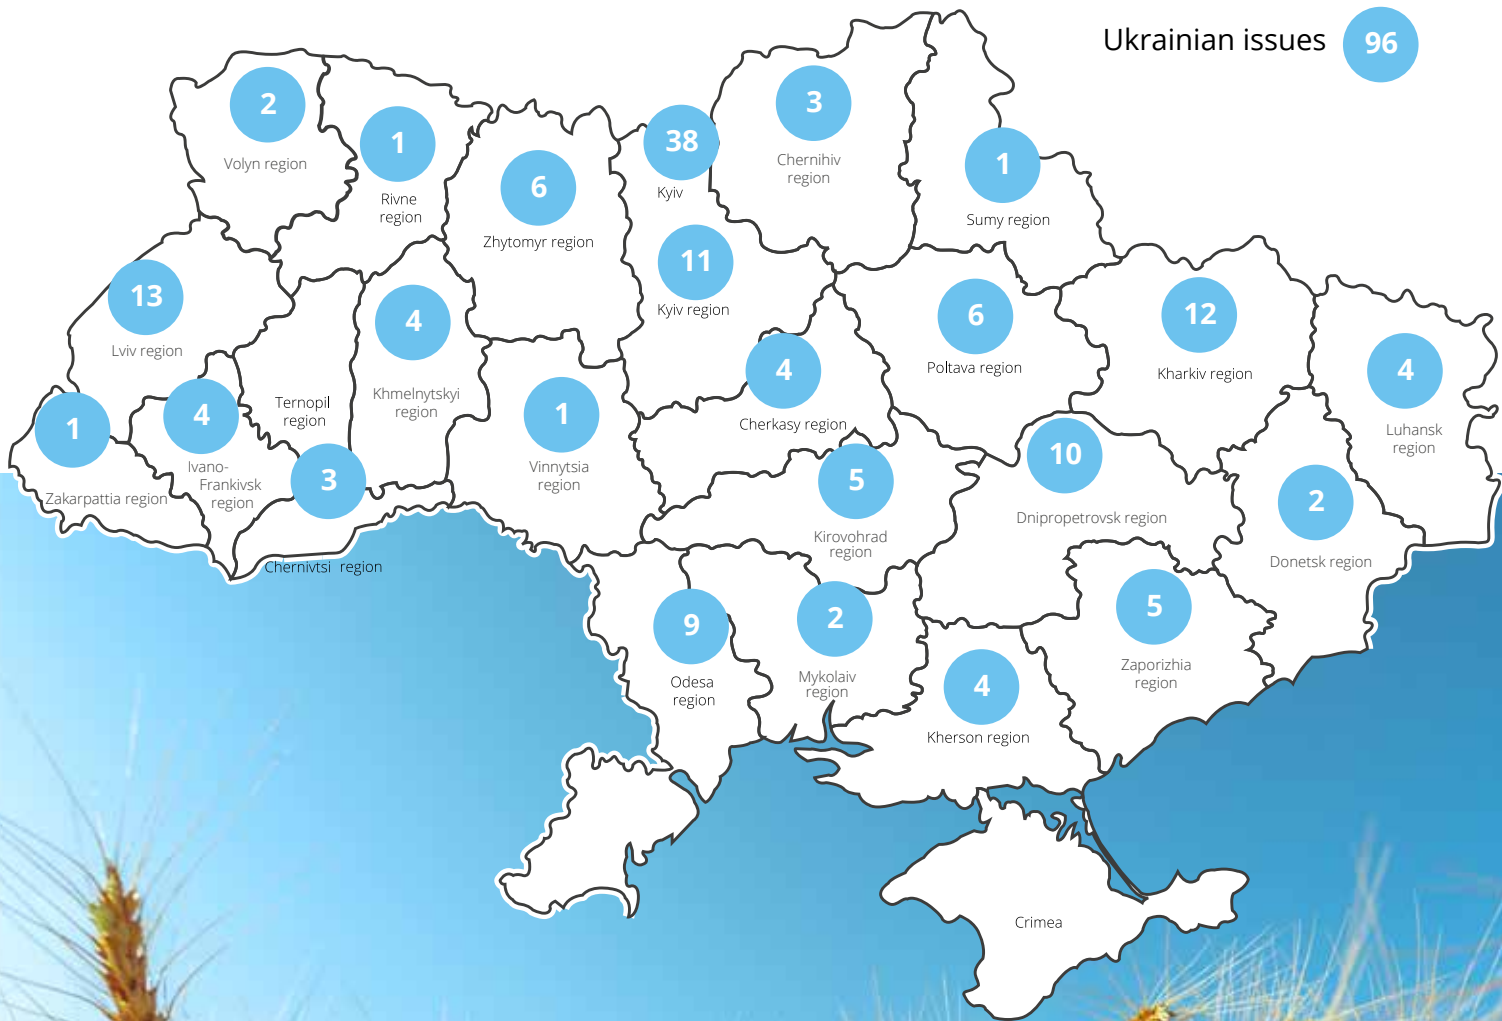 Ukrainian issues 96
2
Volyn region
1
Rivne
region
6
Zhytomyr region
38
Kyiv
11
Kyiv region
3
Chernihiv
region
1
Sumy region
13
Lviv region
4
Khmelnytskyi
region
Ternopil
region
1
Zakarpattia region
4
Ivano-
Frankivsk
region
3
Chernivtsi region
1
Vinnytsia
region
4
Cherkasy region
6
Poltava region
12
Kharkiv region
4
Luhansk
region
5
Kirovohrad
region
10
Dnipropetrovsk region
2
Donetsk region
9
Odesa
region
2
Mykolaiv
region
4
Kherson region
5
Zaporizhia
region
Crimea